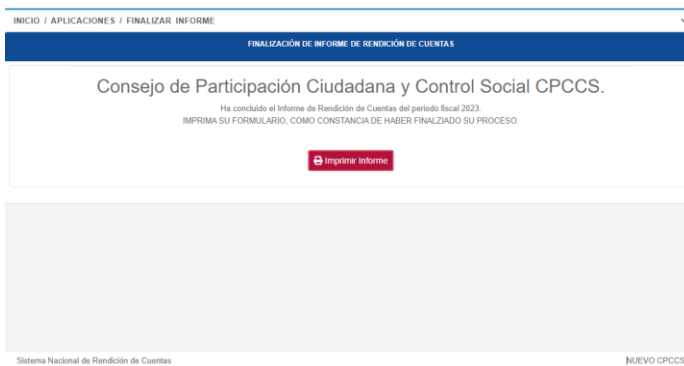 INICIO / APLICACIONES / FINALIZAR INFORME
FINALIZACIÓN DE INFORME DE RENDICIÓN DE CUENTAS
Consejo de Participación Ciudadana y Control Social CPCCS.
Ha concluido el Informe de Rendición de Cuentas del periodo fiscal 2023.
IMPRIMA SU FORMULARIO, COMO CONSTANCIA DE HABER FINALZIADO SU PROCESO.
Imprimir Informe
Sistema Nacional de Rendición de Cuentas
NUEVO CPCCS